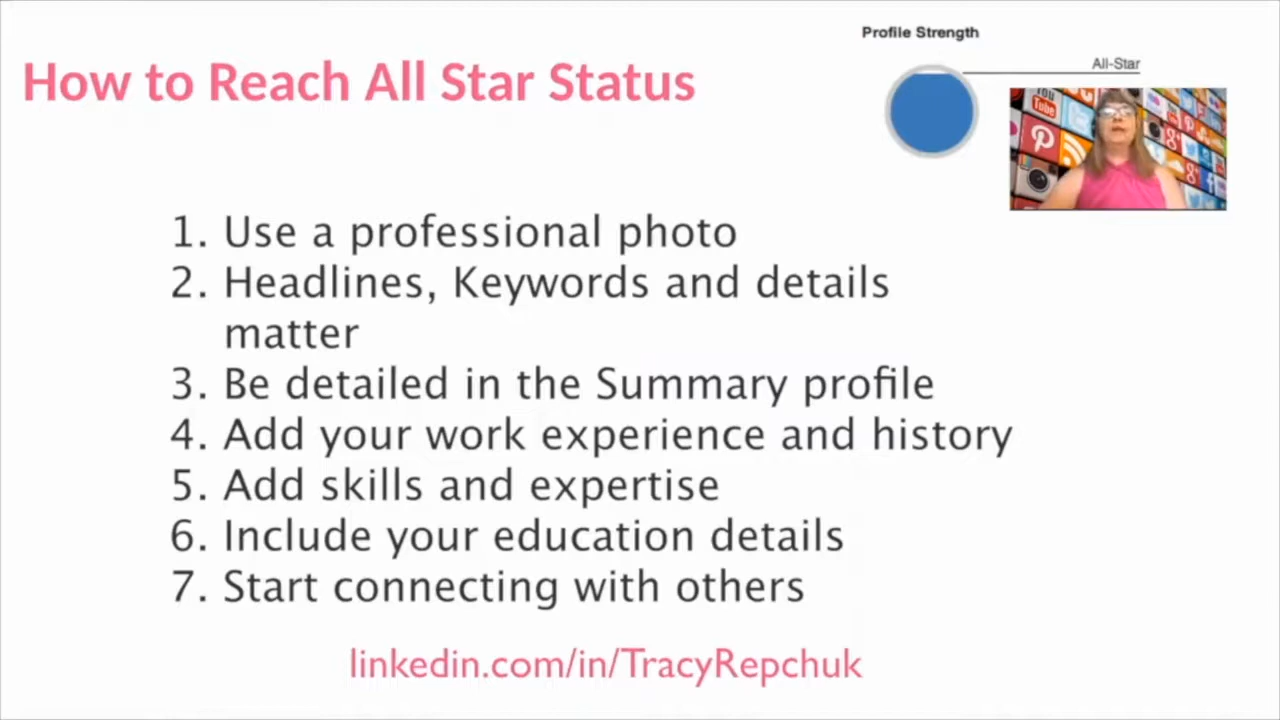 Profile Strength
All-Star
How to Reach All Star Status
You
Tube
1. Use a professional photo
2. Headlines, Keywords and details
matter
3. Be detailed in the Summary profile
4. Add your work experience and history
5. Add skills and expertise
6. Include your education details
7. Start connecting with others
linkedin.com/in/TracyRepchuk